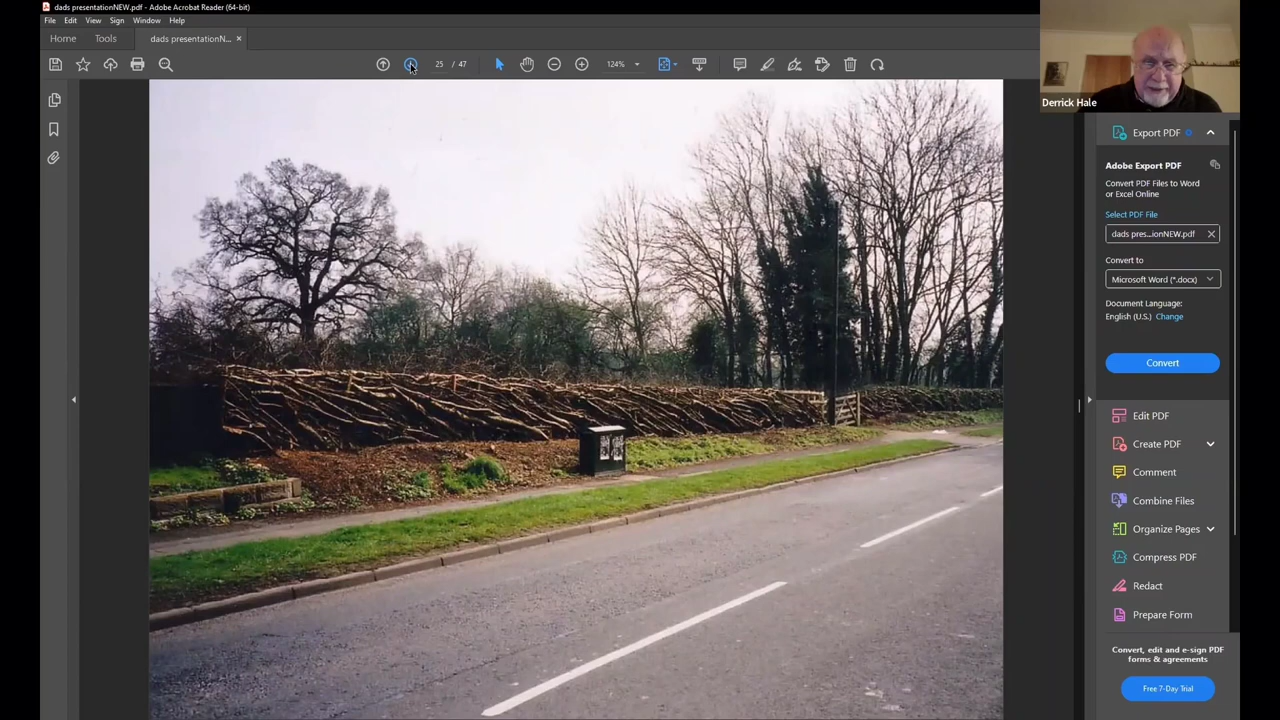 dads presentationNEW.pdf - Adobe Acrobat Reader (64-bit)
File Edit View Sign Window Help
Home Tools dads presentationN... ×
25 / 47 124%
Derrick Hale
Export PDF
Adobe Export PDF
Convert PDF Files to Word
or Excel Online
Select PDF File
dads pres...ionNEW.pdf
Convert to
Microsoft Word (*.docx)
Document Language:
English (U.S.) Change
Convert
Edit PDF
Create PDF
Comment
Combine Files
Organize Pages
Compress PDF
Redact
Prepare Form
Convert, edit and e-sign PDF
forms & agreements
Free 7-Day Trial